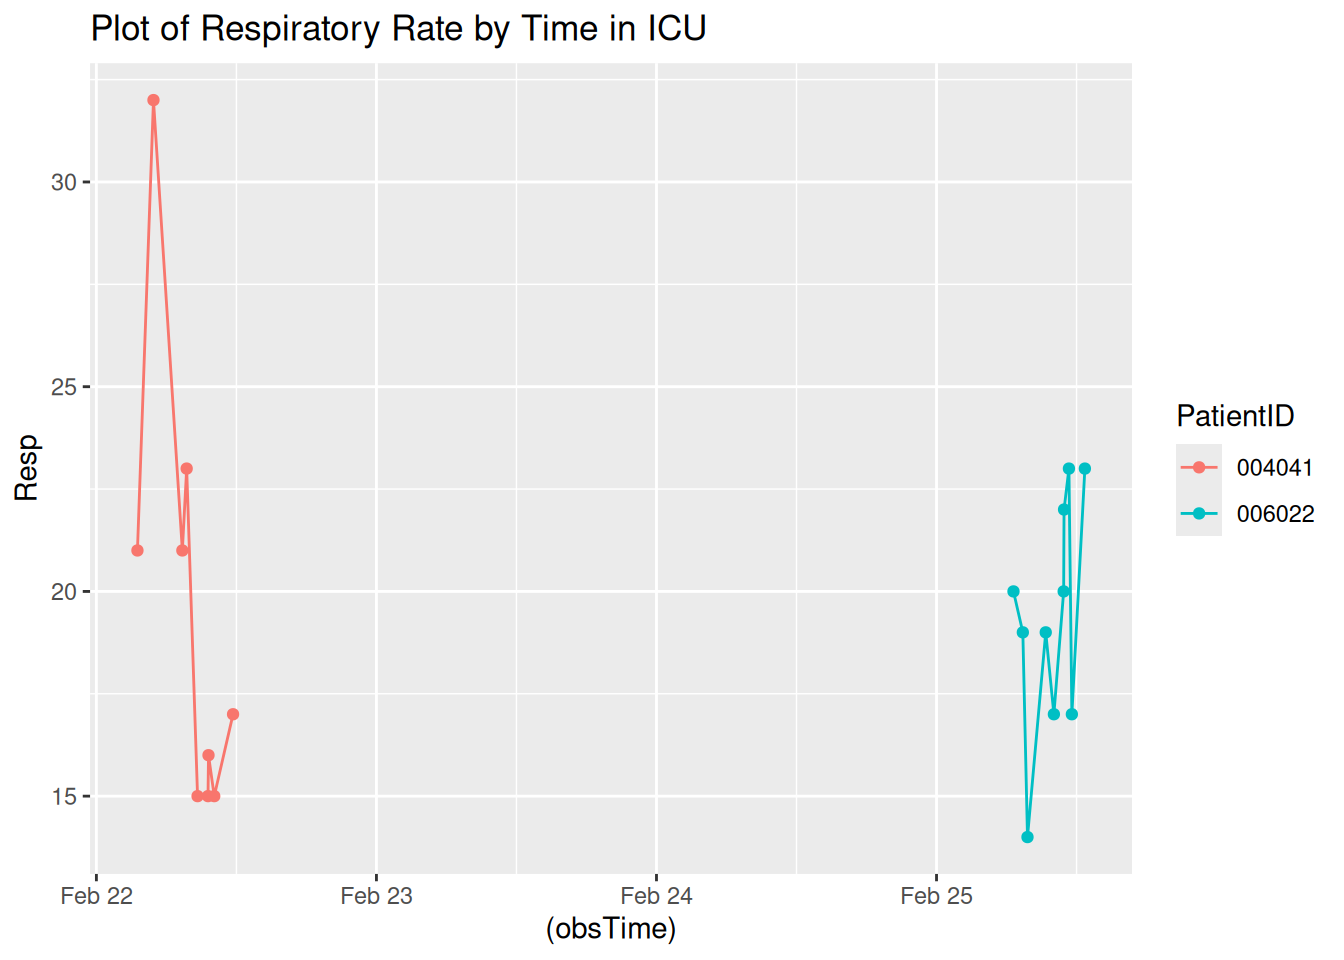 Plot of Respiratory Rate by Time in ICU
30
25
20
15
Resp
Feb 22
Feb 23
Feb 24
Feb 25
(obsTime)
PatientID
004041
006022